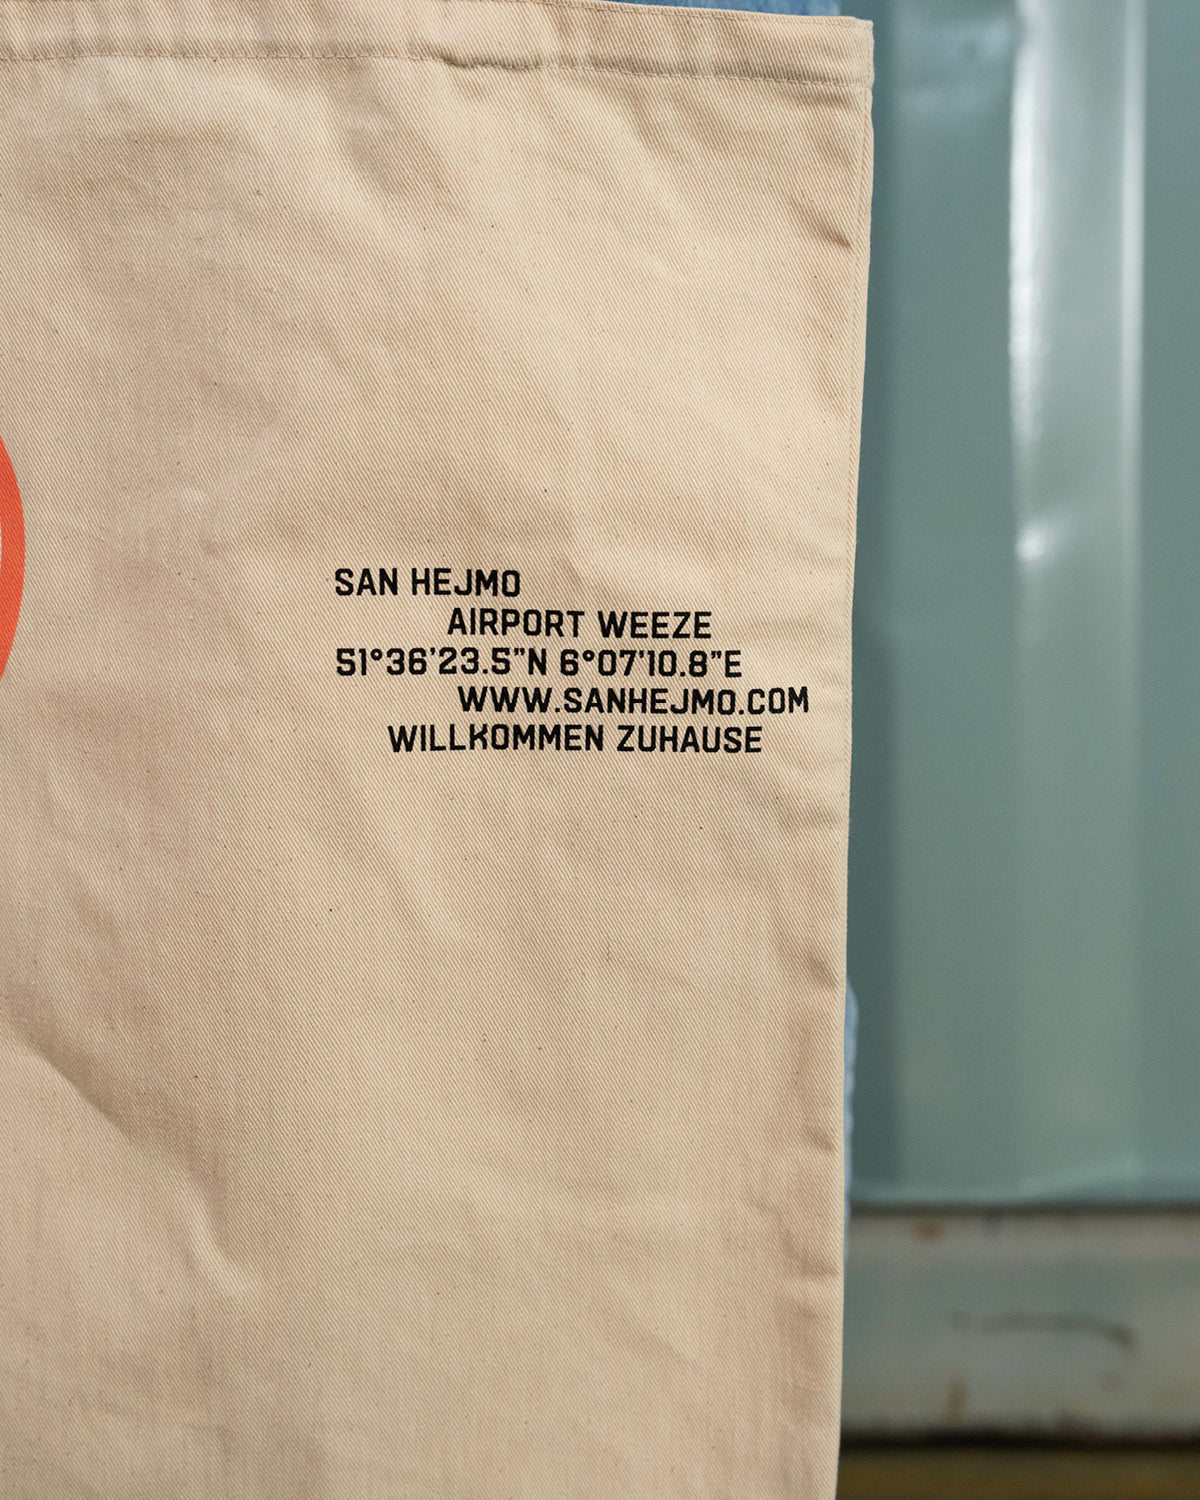 SAN HEJMO
AIRPORT WEEZE
51°36'23.5"N 6°07'10.8"E
WWW.SANHEJMO.COM
WILLKOMMEN ZUHAUSE